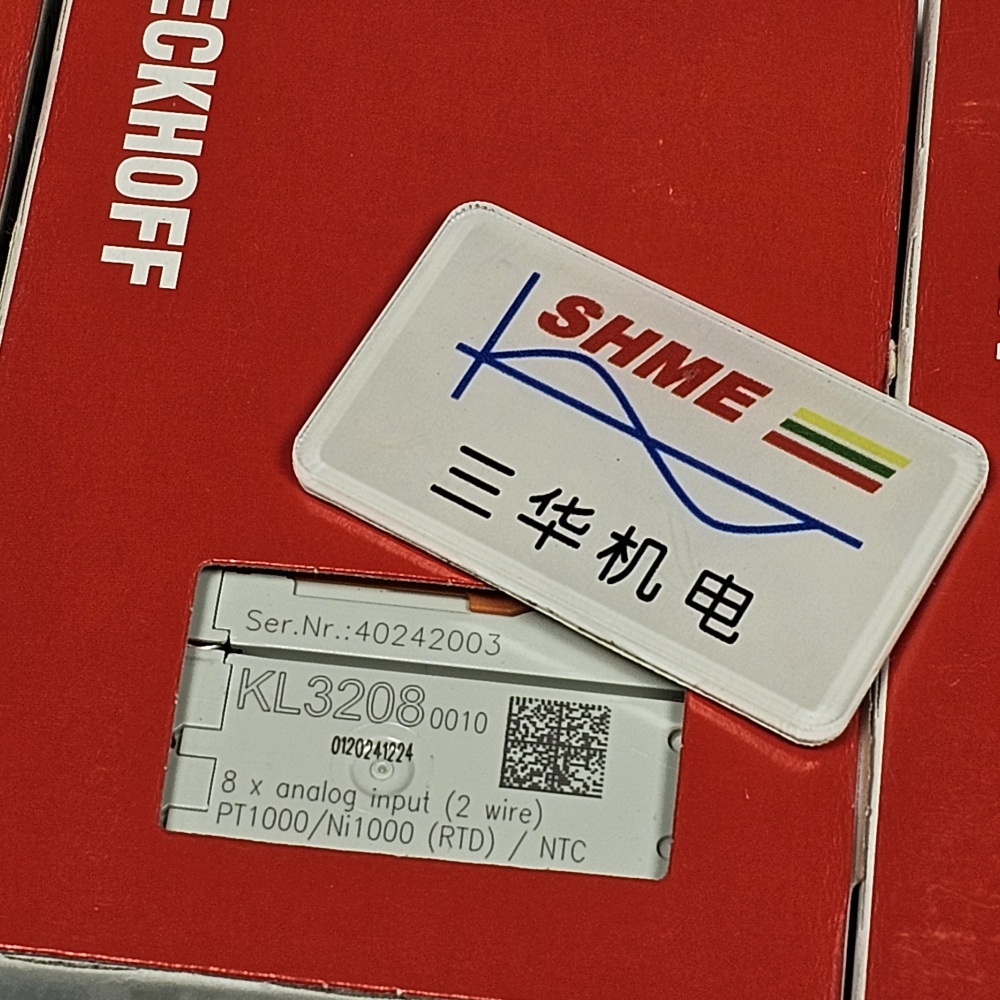 ECKHOFF
SHME
三华机电
Ser.Nr.:40242003
KL3208 0010
0120241224
8 x analog input (2 wire)
PT1000/Ni1000 (RTD) / NTC